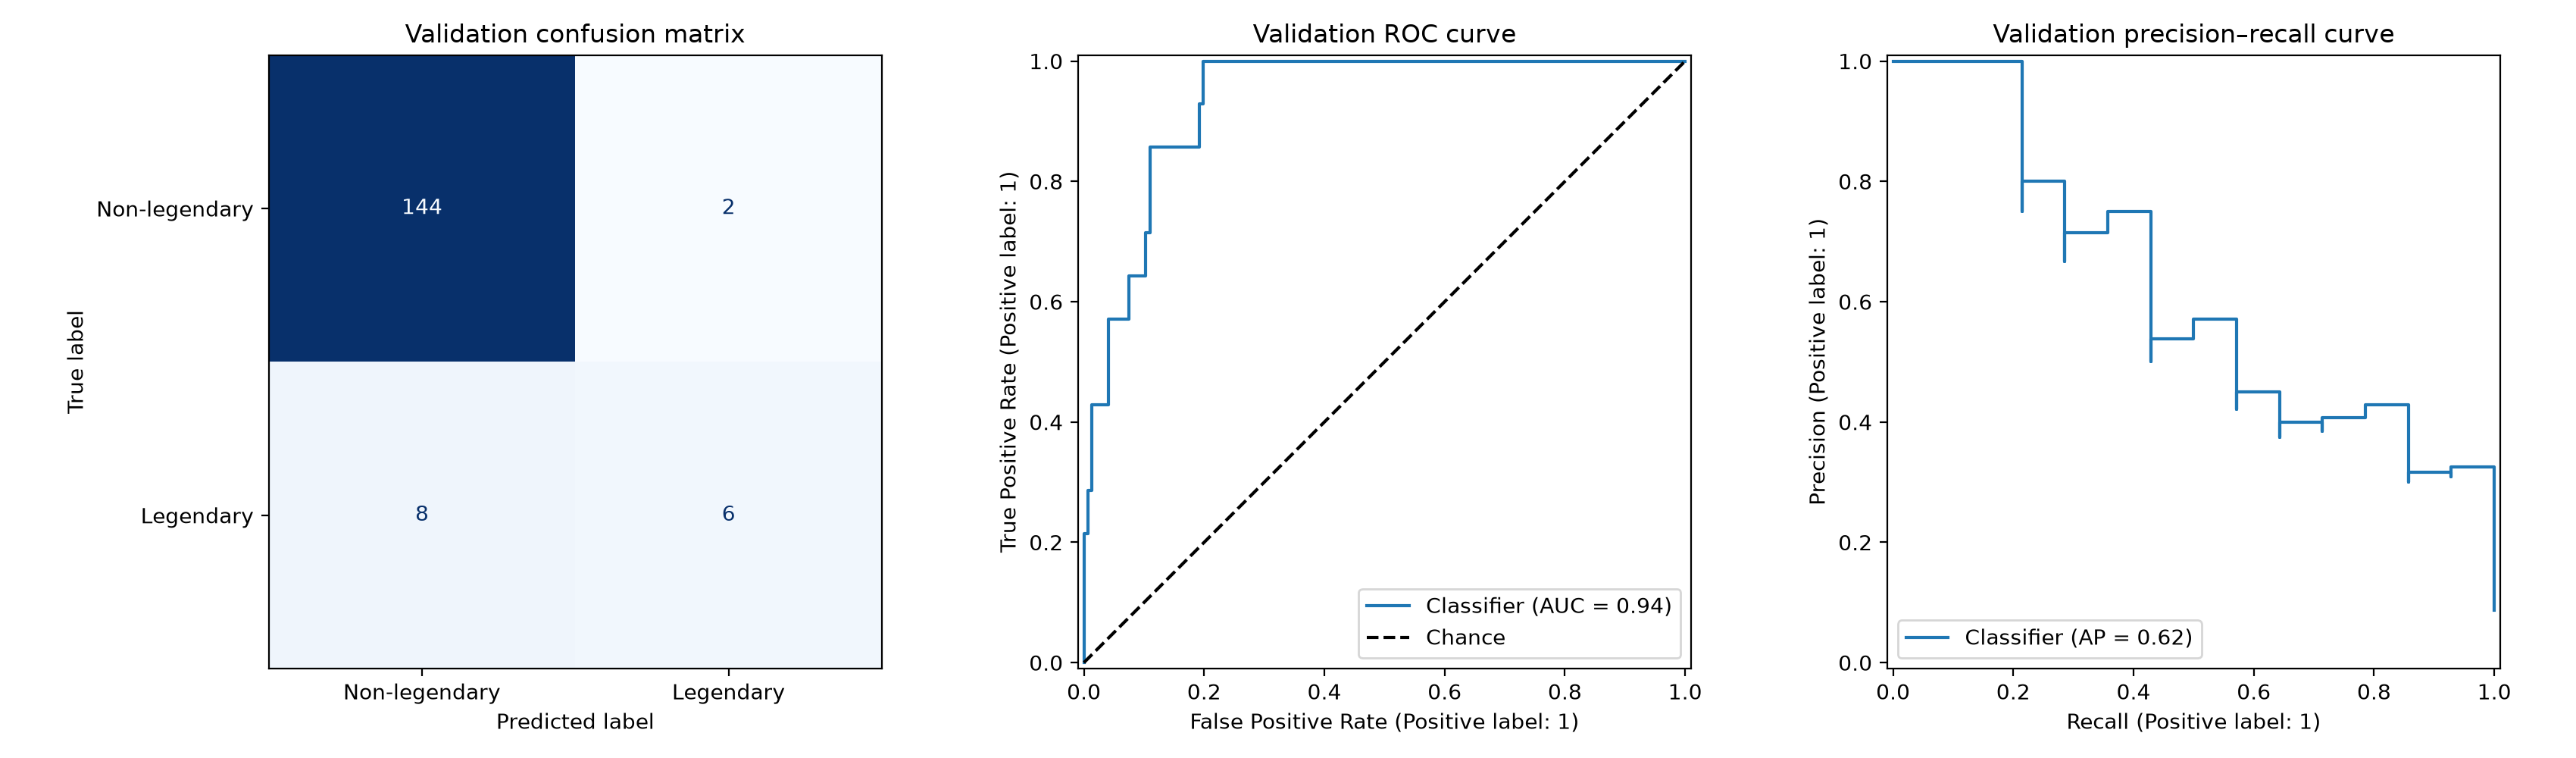 Validation confusion matrix
True label
Non-legendary
Legendary
144
2
8
6
Non-legendary
Legendary
Predicted label
Validation ROC curve
True Positive Rate (Positive label: 1)
1.0
0.8
0.6
0.4
0.2
0.0
Classifier (AUC = 0.94)
Chance
0.0 0.2 0.4 0.6 0.8 1.0
False Positive Rate (Positive label: 1)
Validation precision–recall curve
Precision (Positive label: 1)
1.0
0.8
0.6
0.4
0.2
0.0
Classifier (AP = 0.62)
0.0 0.2 0.4 0.6 0.8 1.0
Recall (Positive label: 1)